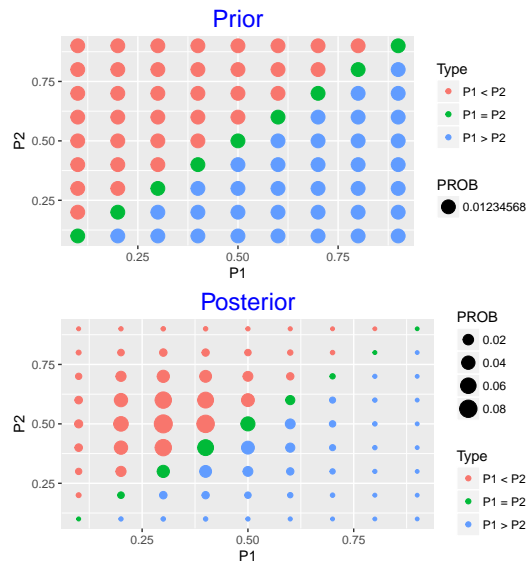 Prior
0.75
0.50
0.25
P2
0.25
0.50
0.75
P1
Type
P1 < P2
P1 = P2
P1 > P2
PROB
0.01234568
Posterior
0.75
0.50
0.25
P2
0.25
0.50
0.75
P1
PROB
0.02
0.04
0.06
0.08
Type
P1 < P2
P1 = P2
P1 > P2